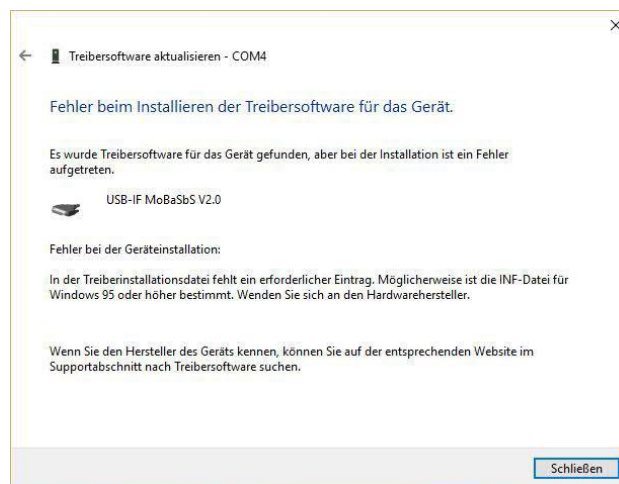 Treibersoftware aktualisieren - COM4
Fehler beim Installieren der Treibersoftware für das Gerät.
Es wurde Treibersoftware für das Gerät gefunden, aber bei der Installation ist ein Fehler
aufgetreten.
USB-IF MoBaSbS V2.0
Fehler bei der Geräteinstallation:
In der Treiberinstallationsdatei fehlt ein erforderlicher Eintrag. Möglicherweise ist die INF-Datei für
Windows 95 oder höher bestimmt. Wenden Sie sich an den Hardwarehersteller.
Wenn Sie den Hersteller des Geräts kennen, können Sie auf der entsprechenden Website im
Supportabschnitt nach Treibersoftware suchen.
Schließen